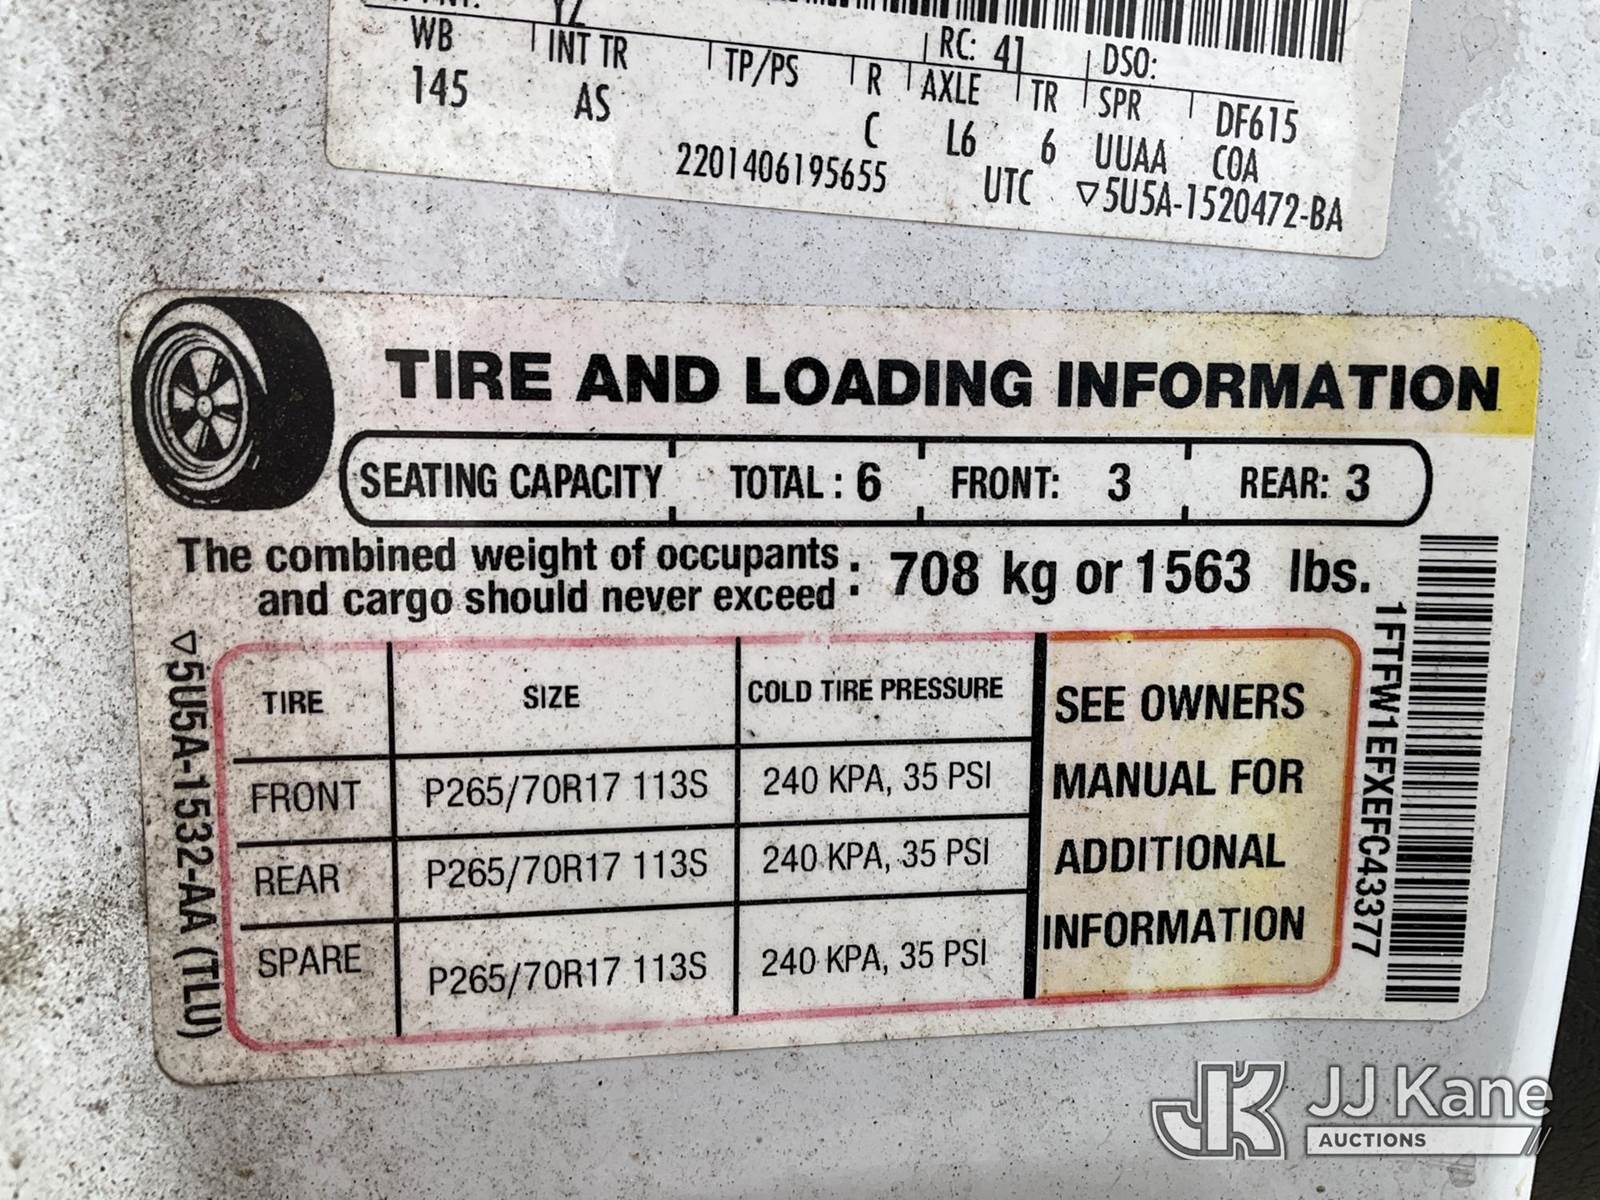 YZ
RC: 41 DSO:
WB INT TR TP/PS R AXLE TR SPR DF615
145 AS C L6 6 UUAA COA
2201406195655 UTC ▽5U5A-1520472-BA
TIRE AND LOADING INFORMATION
SEATING CAPACITY TOTAL : 6 FRONT: 3 REAR: 3
The combined weight of occupants
and cargo should never exceed : 708 kg or 1563 lbs.
TIRE SIZE COLD TIRE PRESSURE
FRONT P265/70R17 113S 240 KPA, 35 PSI
REAR P265/70R17 113S 240 KPA, 35 PSI
SPARE P265/70R17 113S 240 KPA, 35 PSI
SEE OWNERS
MANUAL FOR
ADDITIONAL
INFORMATION
▽5U5A-1532-AA (TLU)
1FTFW1EFXEFC43377
JK JJ Kane
AUCTIONS